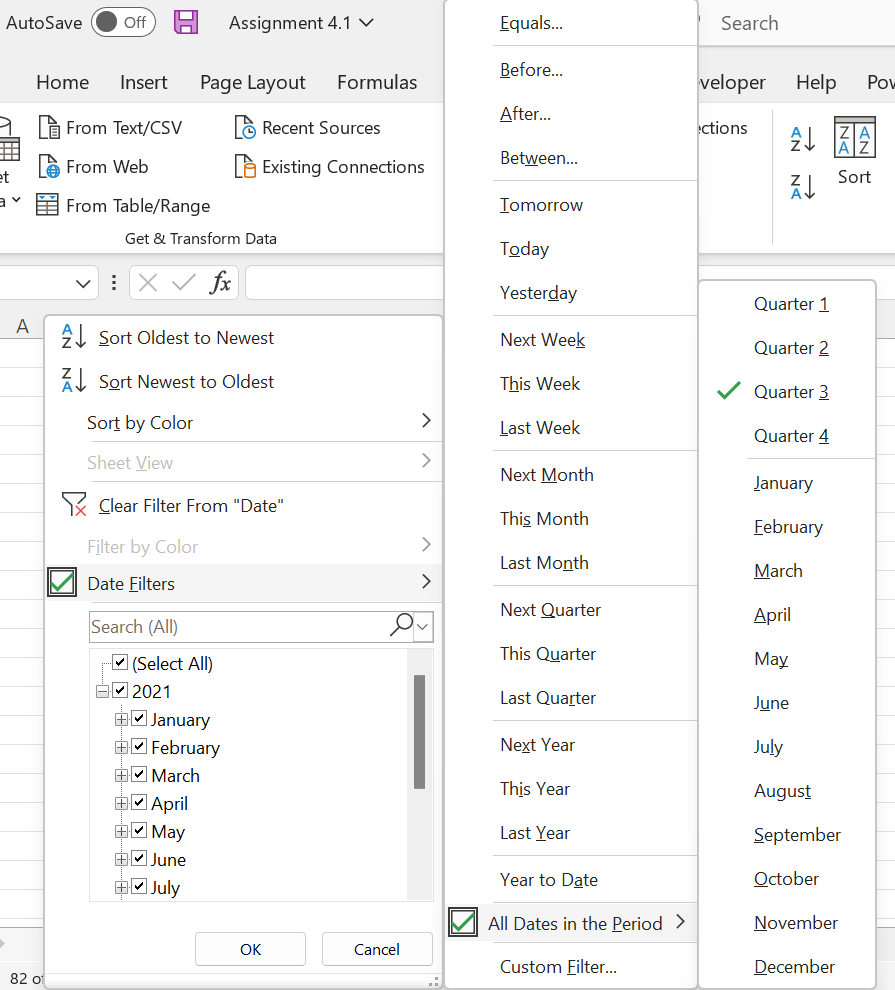 AutoSave Off Assignment 4.1 Search
Home Insert Page Layout Formulas veloper Help Pow
From Text/CSV Recent Sources ections
From Web Existing Connections
From Table/Range
Get & Transform Data
Sort
fx
A
Sort Oldest to Newest
Sort Newest to Oldest
Sort by Color
Sheet View
Clear Filter From "Date"
Filter by Color
Date Filters
Search (All)
(Select All)
2021
January
February
March
April
May
June
July
OK Cancel
82 o
Equals...
Before...
After...
Between...
Tomorrow
Today
Yesterday
Next Week
This Week
Last Week
Next Month
This Month
Last Month
Next Quarter
This Quarter
Last Quarter
Next Year
This Year
Last Year
Year to Date
All Dates in the Period
Custom Filter...
Quarter 1
Quarter 2
Quarter 3
Quarter 4
January
February
March
April
May
June
July
August
September
October
November
December